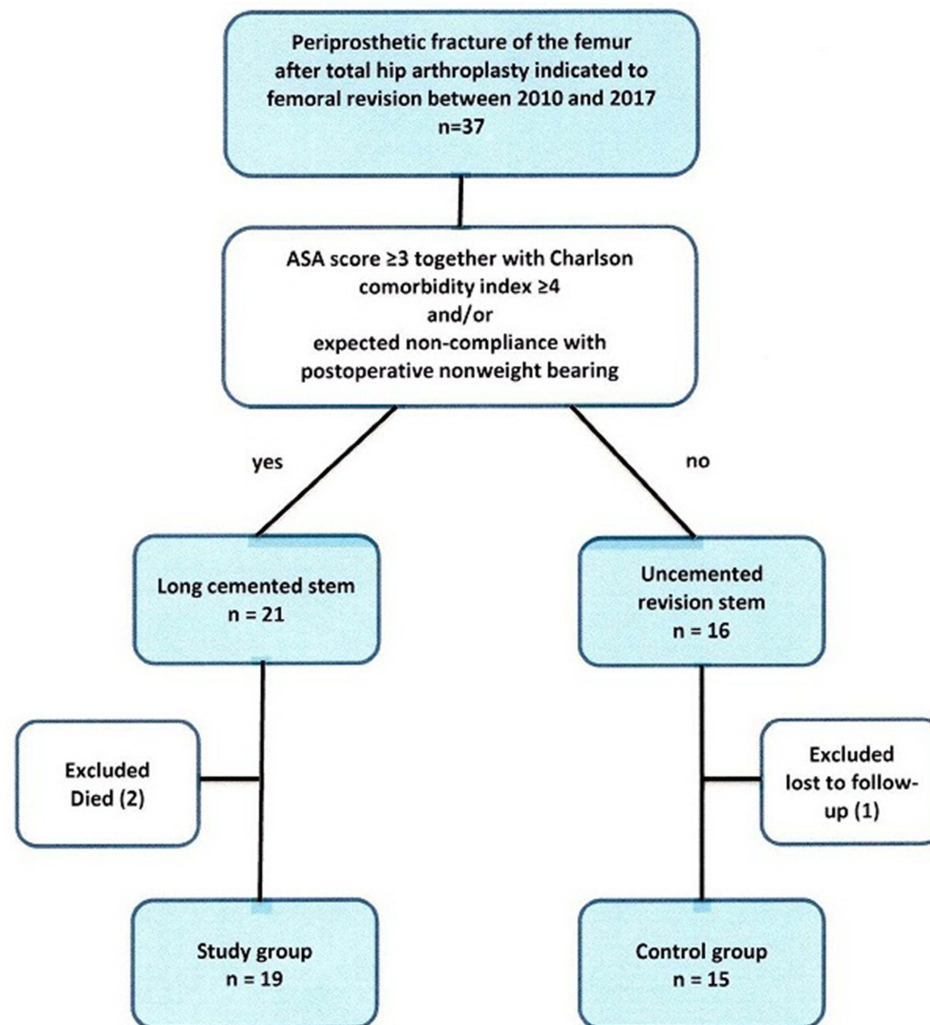 Periprosthetic fracture of the femur
after total hip arthroplasty indicated to
femoral revision between 2010 and 2017
n=37
ASA score ≥3 together with Charlson
comorbidity index ≥4
and/or
expected non-compliance with
postoperative nonweight bearing
yes
no
Long cemented stem
n = 21
Uncemented
revision stem
n = 16
Excluded
Died (2)
Excluded
lost to follow-
up (1)
Study group
n = 19
Control group
n = 15